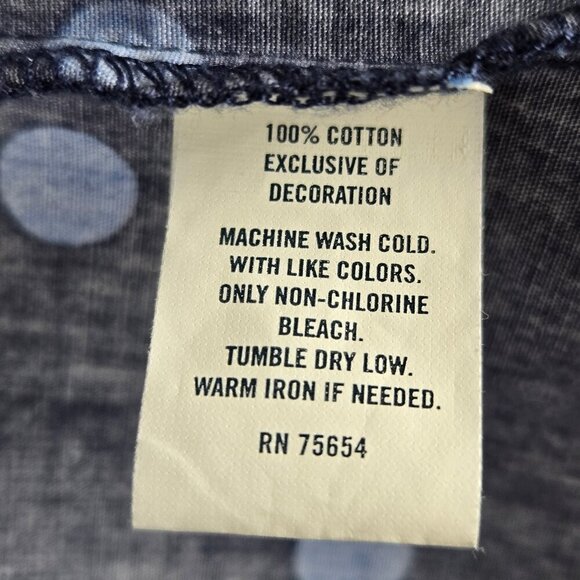 100% COTTON
EXCLUSIVE OF
DECORATION
MACHINE WASH COLD.
WITH LIKE COLORS.
ONLY NON-CHLORINE
BLEACH.
TUMBLE DRY LOW.
WARM IRON IF NEEDED.
RN 75654